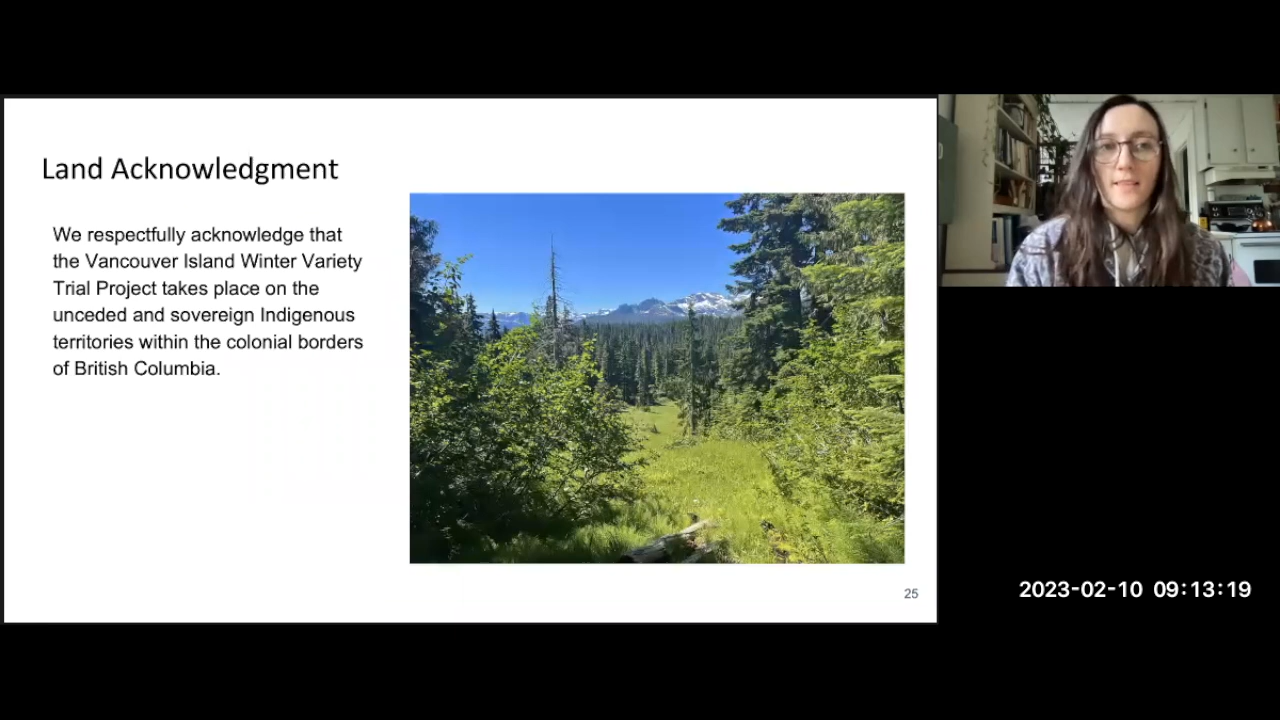 Land Acknowledgment
We respectfully acknowledge that
the Vancouver Island Winter Variety
Trial Project takes place on the
unceded and sovereign Indigenous
territories within the colonial borders
of British Columbia.
25
2023-02-10 09:13:19